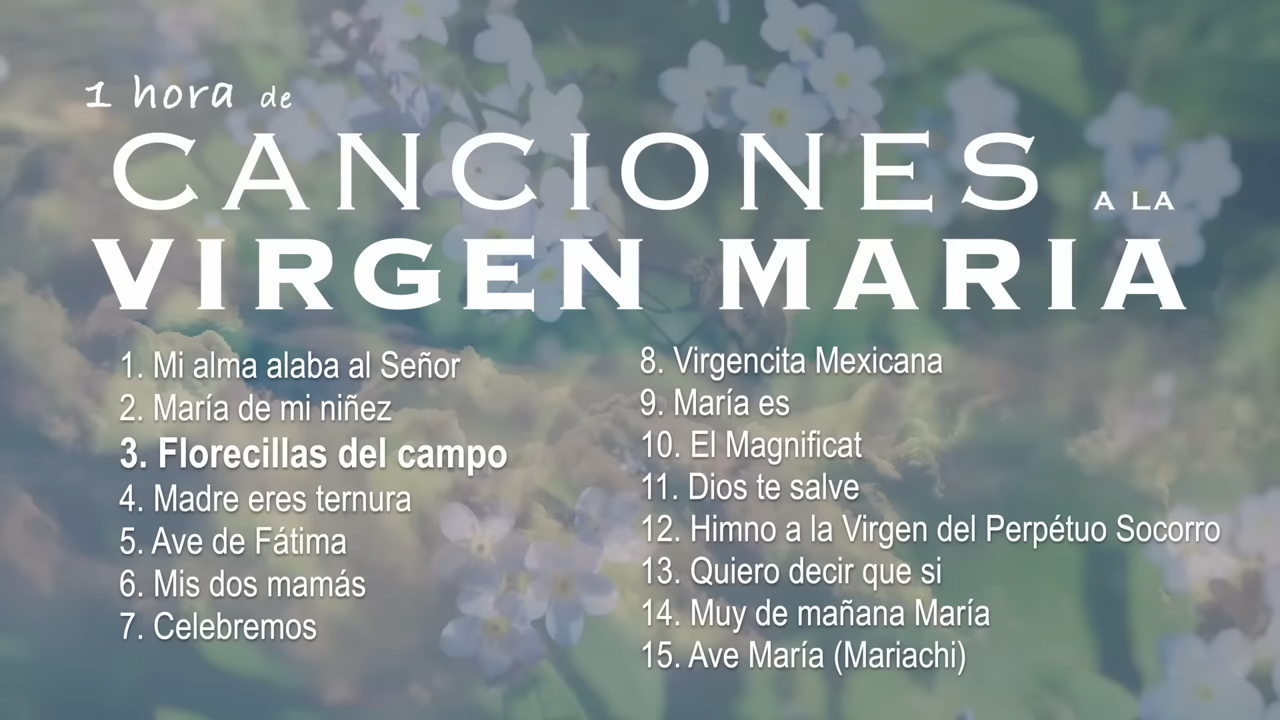 1 hora de
CANCIONES A LA
VIRGEN MARIA
1. Mi alma alaba al Señor
2. María de mi niñez
3. Florecillas del campo
4. Madre eres ternura
5. Ave de Fátima
6. Mis dos mamás
7. Celebremos
8. Virgencita Mexicana
9. María es
10. El Magnificat
11. Dios te salve
12. Himno a la Virgen del Perpétuo Socorro
13. Quiero decir que si
14. Muy de mañana María
15. Ave María (Mariachi)